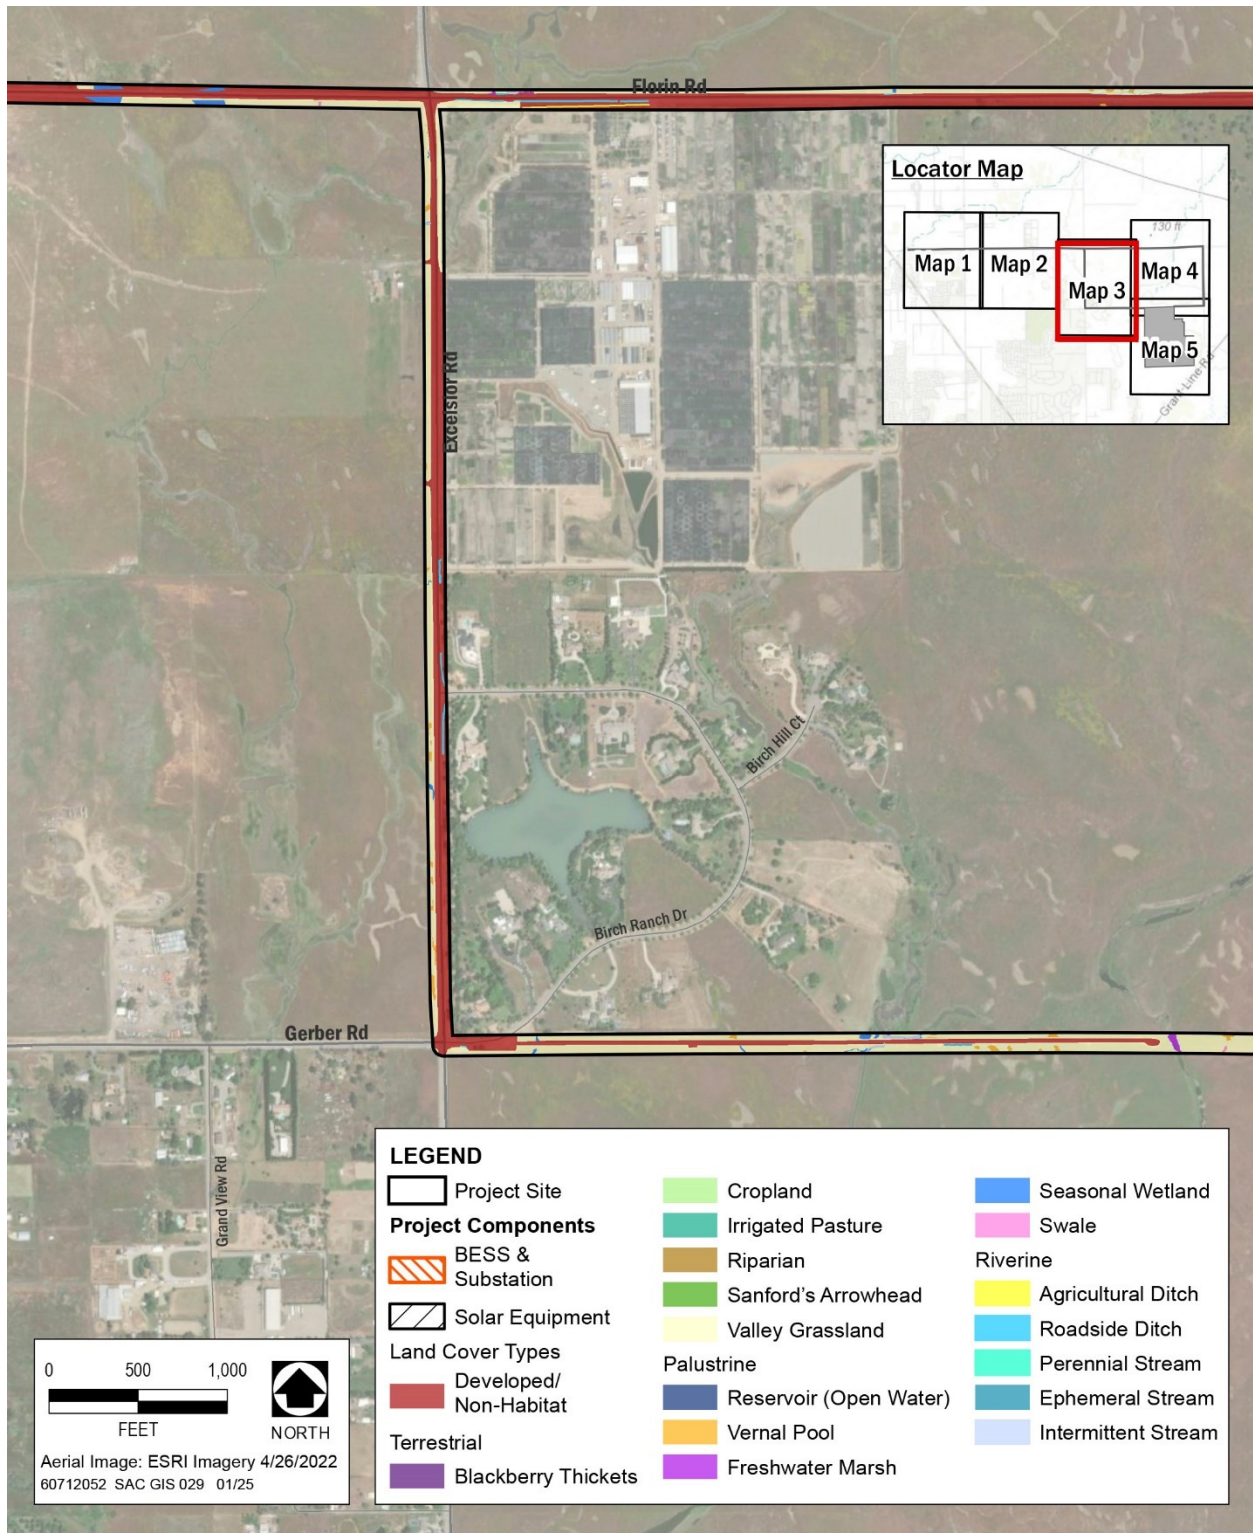 Florin Rd
Locator Map
130 ft
Map 1
Map 2
Map 3
Map 4
Map 5
Grant-Line Rd
Excelsior Rd
Birch Hill Ct
Birch Ranch Dr
Gerber Rd
Grand View Rd
LEGEND
Project Site
Project Components
BESS &
Substation
Solar Equipment
Land Cover Types
Developed/
Non-Habitat
Terrestrial
Blackberry Thickets
Cropland
Irrigated Pasture
Riparian
Sanford's Arrowhead
Valley Grassland
Palustrine
Reservoir (Open Water)
Vernal Pool
Freshwater Marsh
Seasonal Wetland
Swale
Riverine
Agricultural Ditch
Roadside Ditch
Perennial Stream
Ephemeral Stream
Intermittent Stream
0 500 1,000
FEET
NORTH
Aerial Image: ESRI Imagery 4/26/2022
60712052 SAC GIS 029 01/25